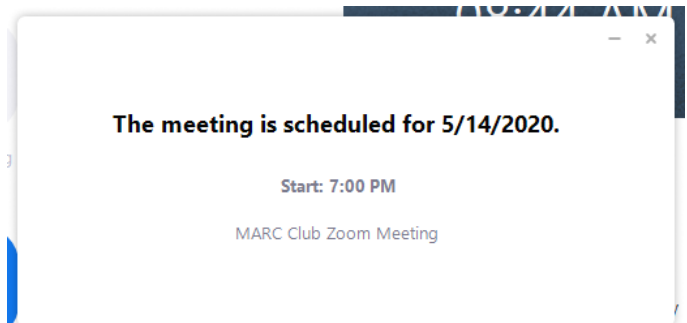 The meeting is scheduled for 5/14/2020.
Start: 7:00 PM
MARC Club Zoom Meeting